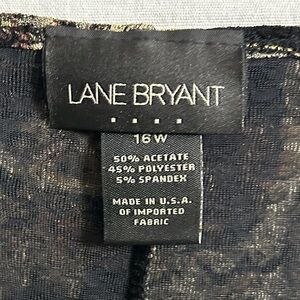 LANE BRYANT
16W
50% ACETATE
45% POLYESTER
5% SPANDEX
MADE IN U.S.A.
OF IMPORTED
FABRIC